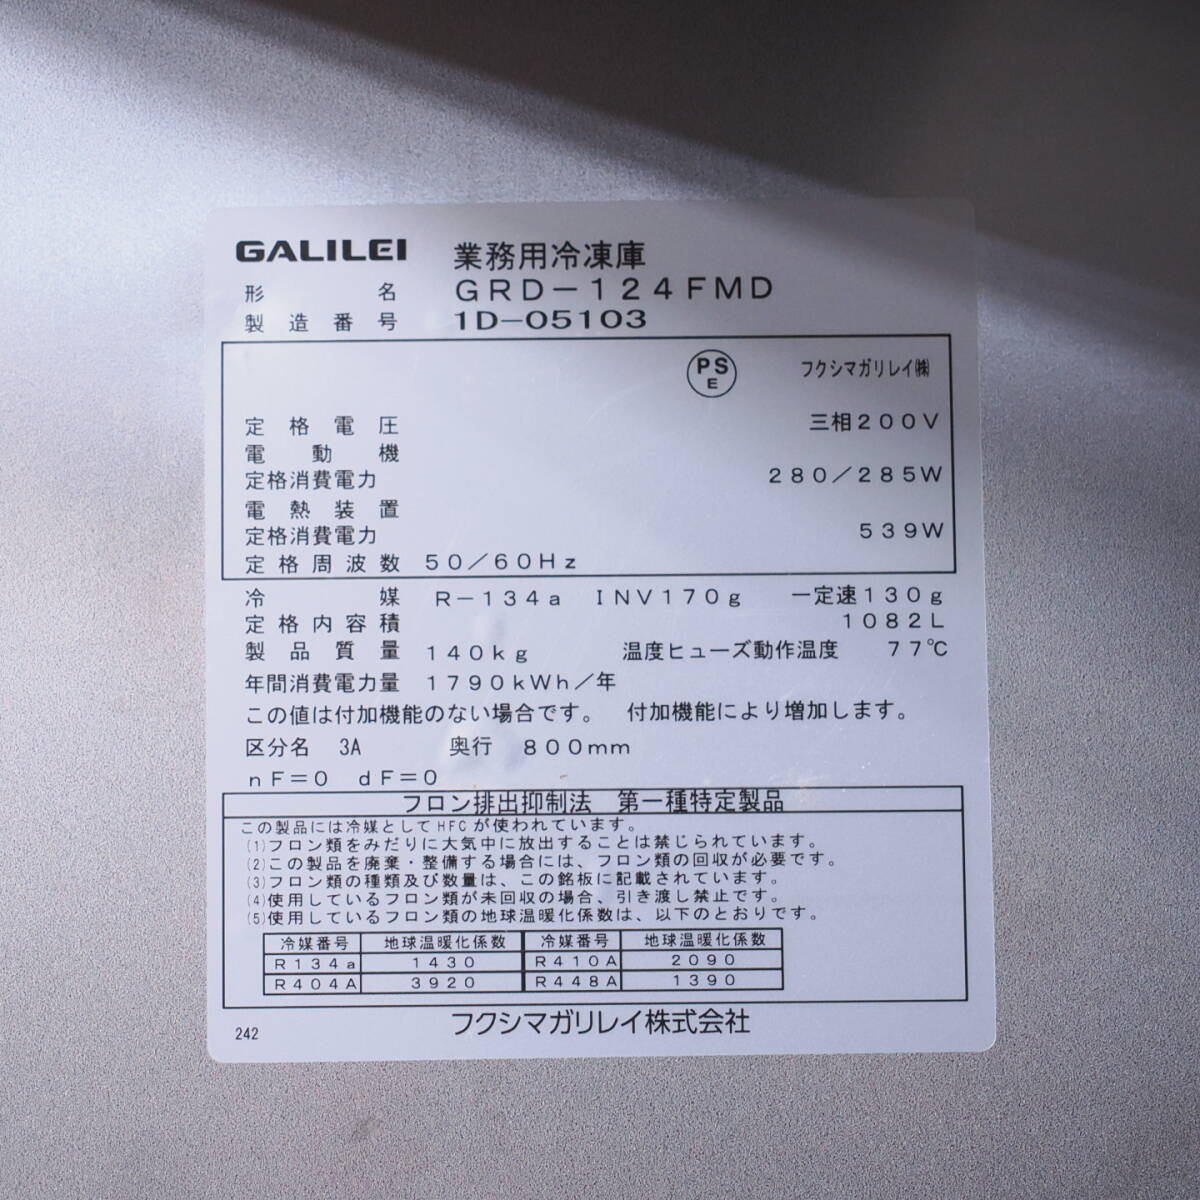 GALILEI 業務用冷凍庫
形名 GRD-124FMD
製造番号 1D-05103
PS E フクシマガリレイ㈱
定格電圧 三相200V
電動機
定格消費電力 280/285W
電熱装置
定格消費電力 539W
定格周波数 50/60Hz
冷媒 R-134a INV170g 一定速130g
定格内容積 1082L
製品質量 140kg 温度ヒューズ動作温度 77℃
年間消費電力量 1790kWh/年
この値は付加機能のない場合です。 付加機能により増加します。
区分名 3A 奥行 800mm
nF=0 dF=0
フロン排出抑制法 第一種特定製品
この製品には冷媒としてHFCが使われています。
(1)フロン類をみだりに大気中に放出することは禁じられています。
(2)この製品を廃棄・整備する場合には、フロン類の回収が必要です。
(3)フロン類の種類及び数量は、この銘板に記載されています。
(4)使用しているフロン類が未回収の場合、引き渡し禁止です。
(5)使用しているフロン類の地球温暖化係数は、以下のとおりです。
冷媒番号 地球温暖化係数 冷媒番号 地球温暖化係数
R134a 1430 R410A 2090
R404A 3920 R448A 1390
242 フクシマガリレイ株式会社